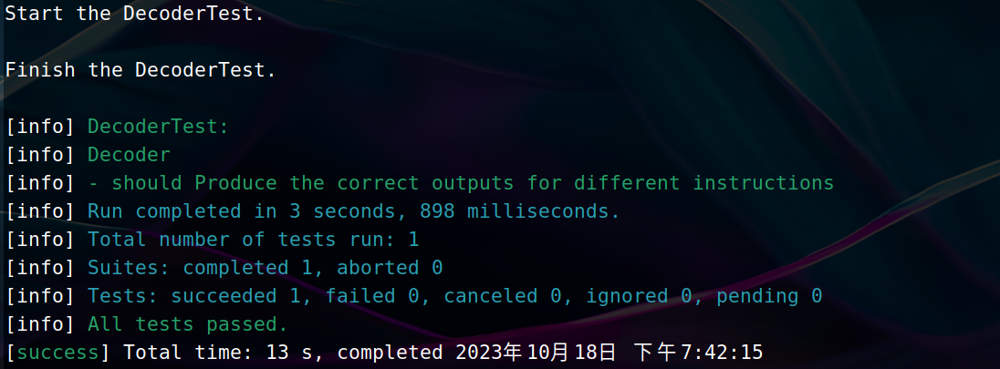 Start the DecoderTest.
Finish the DecoderTest.
[info] DecoderTest:
[info] Decoder
[info] - should Produce the correct outputs for different instructions
[info] Run completed in 3 seconds, 898 milliseconds.
[info] Total number of tests run: 1
[info] Suites: completed 1, aborted 0
[info] Tests: succeeded 1, failed 0, canceled 0, ignored 0, pending 0
[info] All tests passed.
[success] Total time: 13 s, completed 2023年10月18日 下午7:42:15